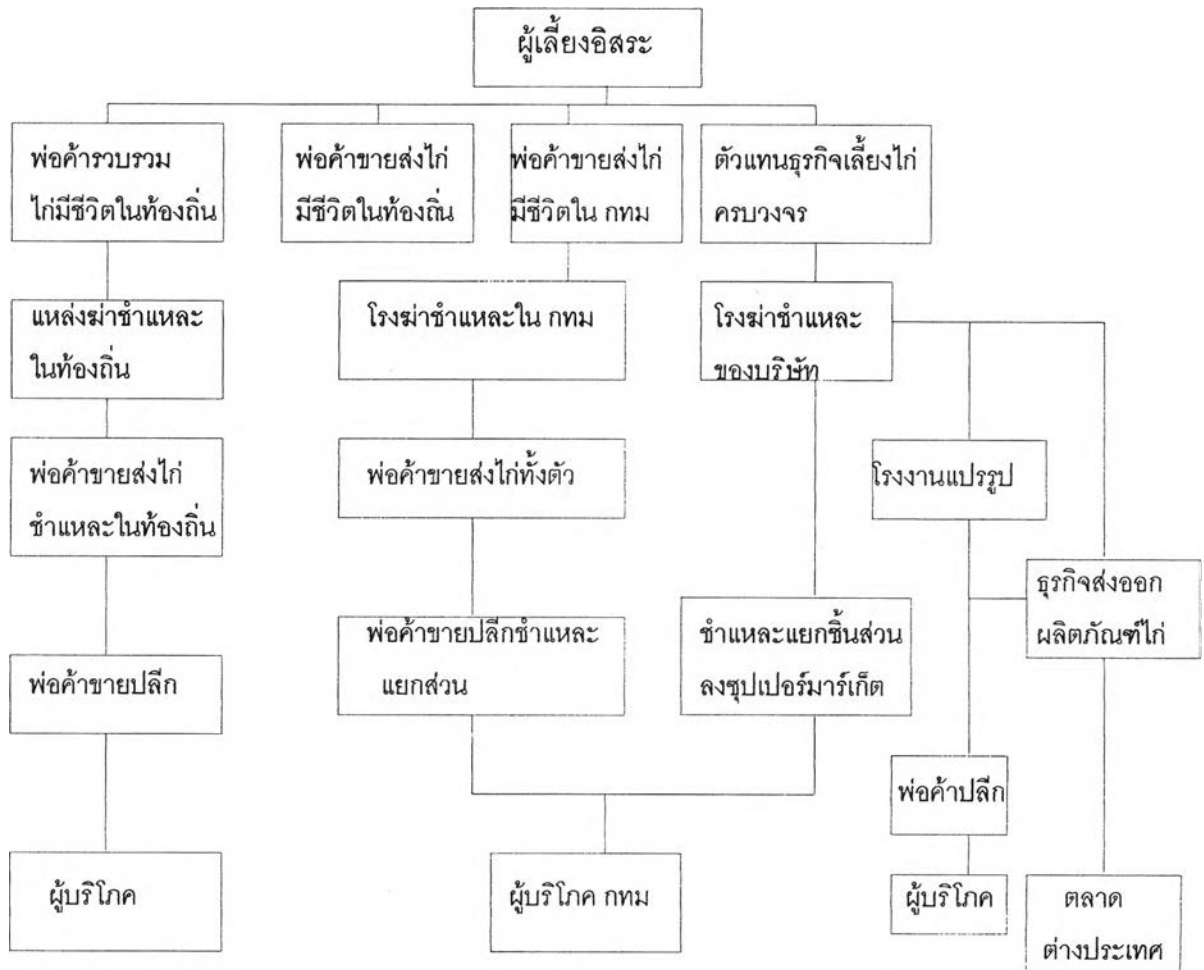 ผู้เลี้ยงอิสระ
พ่อค้ารวบรวม
ไก่มีชีวิตในท้องถิ่น
พ่อค้าขายส่งไก่
มีชีวิตในท้องถิ่น
พ่อค้าขายส่งไก่
มีชีวิตใน กทม
ตัวแทนธุรกิจเลี้ยงไก่
ครบวงจร
แหล่งฆ่าชำแหละ
ในท้องถิ่น
โรงฆ่าชำแหละใน กทม
โรงฆ่าชำแหละ
ของบริษัท
พ่อค้าขายส่งไก่
ชำแหละในท้องถิ่น
พ่อค้าขายส่งไก่ทั้งตัว
โรงงานแปรรูป
ธุรกิจส่งออก
ผลิตภัณฑ์ไก่
พ่อค้าขายปลีก
พ่อค้าขายปลีกชำแหละ
แยกส่วน
ชำแหละแยกชิ้นส่วน
ลงซุปเปอร์มาร์เก็ต
พ่อค้าปลีก
ผู้บริโภค
ผู้บริโภค กทม
ผู้บริโภค
ตลาด
ต่างประเทศ